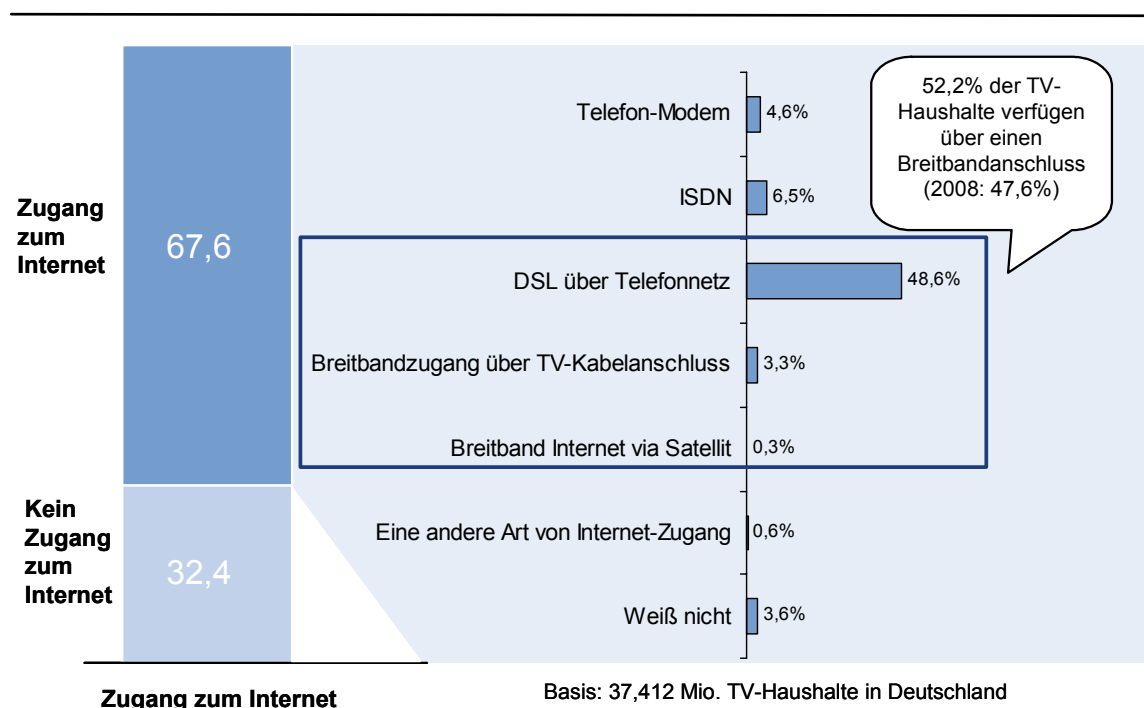 Zugang
zum
Internet
67,6
Kein
Zugang
zum
Internet
32,4
Zugang zum Internet
Telefon-Modem
4,6%
ISDN
6,5%
DSL über Telefonnetz
48,6%
Breitbandzugang über TV-Kabelanschluss
3,3%
Breitband Internet via Satellit
0,3%
Eine andere Art von Internet-Zugang
0,6%
Weiß nicht
3,6%
52,2% der TV-
Haushalte verfügen
über einen
Breitbandanschluss
(2008: 47,6%)
Basis: 37,412 Mio. TV-Haushalte in Deutschland